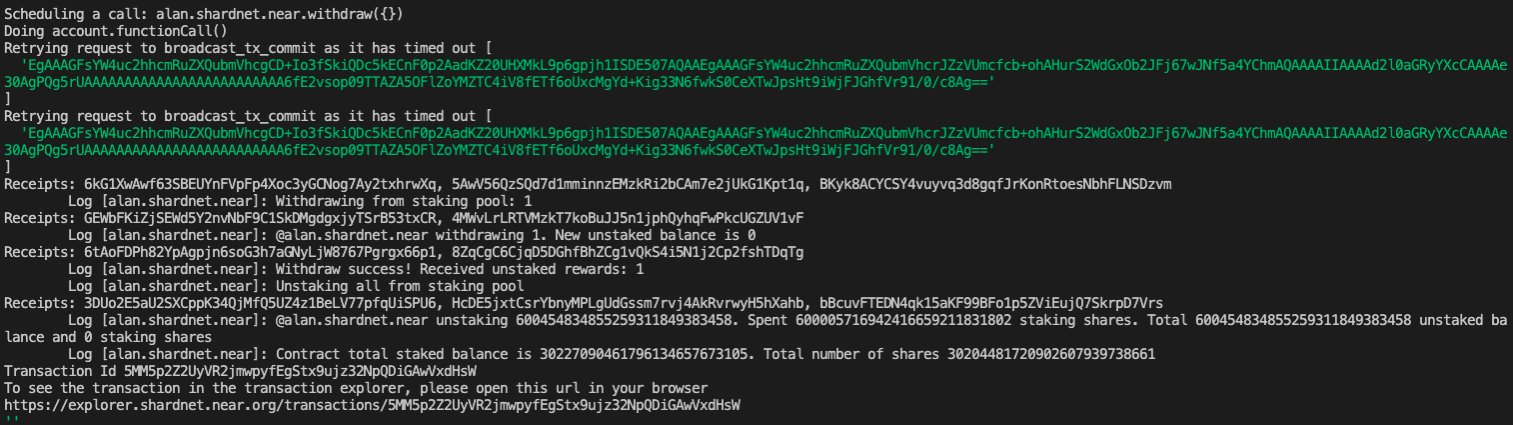 Scheduling a call: alan.shardnet.near.withdraw({})
Doing account.functionCall()
Retrying request to broadcast_tx_commit as it has timed out [
'EgAAAGFsYW4uc2hhcmRuZXQubmVhcgCD+Io3fSkiQDc5kECnF0p2AadKZ20UHXMkL9p6gpjh1ISDE507AQAAEgAAAGFsYW4uc2hhcmRuZXQubmVhcrJZzVUmcfcb+ohAHurS2WdGxOb2JFj67wJNf5a4YChmAQAAAAIIAAAAd2l0aGRyYXcCAAAAe
30AgPQg5rUAAAAAAAAAAAAAAAAAAAAAAAAA6fE2vsop09TTAZA5OFlZoYMZTC4iV8fETf6oUxcMgYd+Kig33N6fwkS0CeXTwJpsHt9iWjFJGhfVr91/0/c8Ag=='
]
Retrying request to broadcast_tx_commit as it has timed out [
'EgAAAGFsYW4uc2hhcmRuZXQubmVhcgCD+Io3fSkiQDc5kECnF0p2AadKZ20UHXMkL9p6gpjh1ISDE507AQAAEgAAAGFsYW4uc2hhcmRuZXQubmVhcrJZzVUmcfcb+ohAHurS2WdGxOb2JFj67wJNf5a4YChmAQAAAAIIAAAAd2l0aGRyYXcCAAAAe
30AgPQg5rUAAAAAAAAAAAAAAAAAAAAAAAAA6fE2vsop09TTAZA5OFlZoYMZTC4iV8fETf6oUxcMgYd+Kig33N6fwkS0CeXTwJpsHt9iWjFJGhfVr91/0/c8Ag=='
]
Receipts: 6kG1XwAwf63SBEUYnFVpFp4Xoc3yGCNog7Ay2txhrwXq, 5AwV56QzSQd7d1mminnzEMzkRi2bCAm7e2jUkG1Kpt1q, BKyk8ACYCSY4vuyvq3d8gqfJrKonRtoesNbhFLNSDzvm
Log [alan.shardnet.near]: Withdrawing from staking pool: 1
Receipts: GEWbFKiZjSEWd5Y2nvNbF9C1SkDMgdgxjyTSrB53txCR, 4MWvLrLRTVMzkT7koBuJJ5n1jphQyhqFwPkcUGZUV1vF
Log [alan.shardnet.near]: @alan.shardnet.near withdrawing 1. New unstaked balance is 0
Receipts: 6tAoFDPh82YpAgpjn6soG3h7aGNyLjW8767Pgrgx66p1, 8ZqCgC6CjqD5DGhfBhZCg1vQkS4i5N1j2Cp2fshTDqTg
Log [alan.shardnet.near]: Withdraw success! Received unstaked rewards: 1
Log [alan.shardnet.near]: Unstaking all from staking pool
Receipts: 3DUo2E5aU2SXCppK34QjMfQ5UZ4z1BeLV77pfqUiSPU6, HcDE5jxtCsrYbnyMPLgUdGssm7rvj4AkRvrwyH5hXahb, bBcuvFTEDN4qk15aKF99BFo1p5ZViEujQ7SkrpD7Vrs
Log [alan.shardnet.near]: @alan.shardnet.near unstaking 600454834855259311849383458. Spent 600005716942416659211831802 staking shares. Total 600454834855259311849383458 unstaked ba
lance and 0 staking shares
Log [alan.shardnet.near]: Contract total staked balance is 30227090461796134657673105. Total number of shares 30204481720902607939738661
Transaction Id 5MM5p2Z2UyVR2jmwpyfEgStx9ujz32NpQDiGAwVxdHsW
To see the transaction in the transaction explorer, please open this url in your browser
https://explorer.shardnet.near.org/transactions/5MM5p2Z2UyVR2jmwpyfEgStx9ujz32NpQDiGAwVxdHsW
''